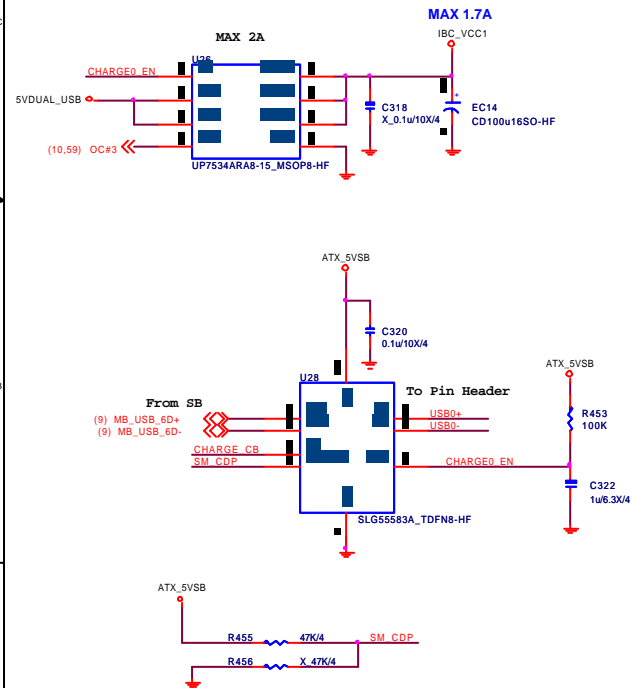 MAX 1.7A
IBC_VCC1
MAX 2A
CHARGE0_EN
5VDUAL_USB
(10,59) OC#3
UP7534ARA8-15_MSOP8-HF
C318
X_0.1u/10X/4
EC14
CD100u16SO-HF
ATX_5VSB
C320
0.1u/10X/4
U28
From SB
To Pin Header
(9) MB_USB_6D+
(9) MB_USB_6D-
CHARGE_CB
SM_CDP
USB0+
USB0-
CHARGE0_EN
SLG55583A_TDFN8-HF
ATX_5VSB
R453
100K
C322
1u/6.3X/4
ATX_5VSB
R455 47K/4 SM_CDP
R456 X_47K/4